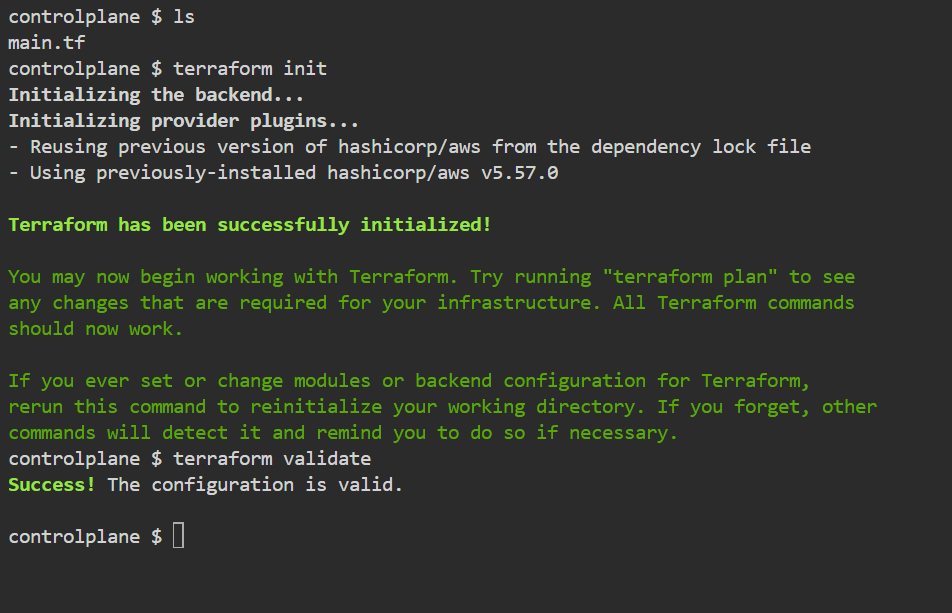 controlplane $ ls
main.tf
controlplane $ terraform init
Initializing the backend...
Initializing provider plugins...
- Reusing previous version of hashicorp/aws from the dependency lock file
- Using previously-installed hashicorp/aws v5.57.0
Terraform has been successfully initialized!
You may now begin working with Terraform. Try running "terraform plan" to see
any changes that are required for your infrastructure. All Terraform commands
should now work.
If you ever set or change modules or backend configuration for Terraform,
rerun this command to reinitialize your working directory. If you forget, other
commands will detect it and remind you to do so if necessary.
controlplane $ terraform validate
Success! The configuration is valid.
controlplane $